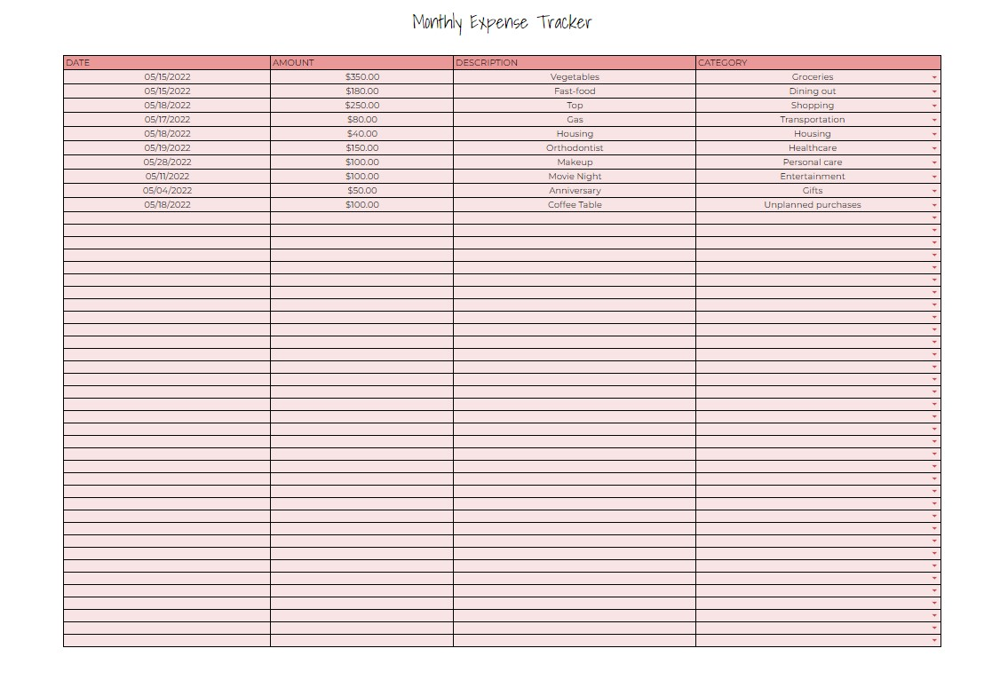 Monthly Expense Tracker
DATE AMOUNT DESCRIPTION CATEGORY
05/15/2022 $350.00 Vegetables Groceries
05/15/2022 $180.00 Fast-food Dining out
05/18/2022 $250.00 Top Shopping
05/17/2022 $80.00 Gas Transportation
05/18/2022 $40.00 Housing Housing
05/19/2022 $150.00 Orthodontist Healthcare
05/28/2022 $100.00 Makeup Personal care
05/11/2022 $100.00 Movie Night Entertainment
05/04/2022 $50.00 Anniversary Gifts
05/18/2022 $100.00 Coffee Table Unplanned purchases